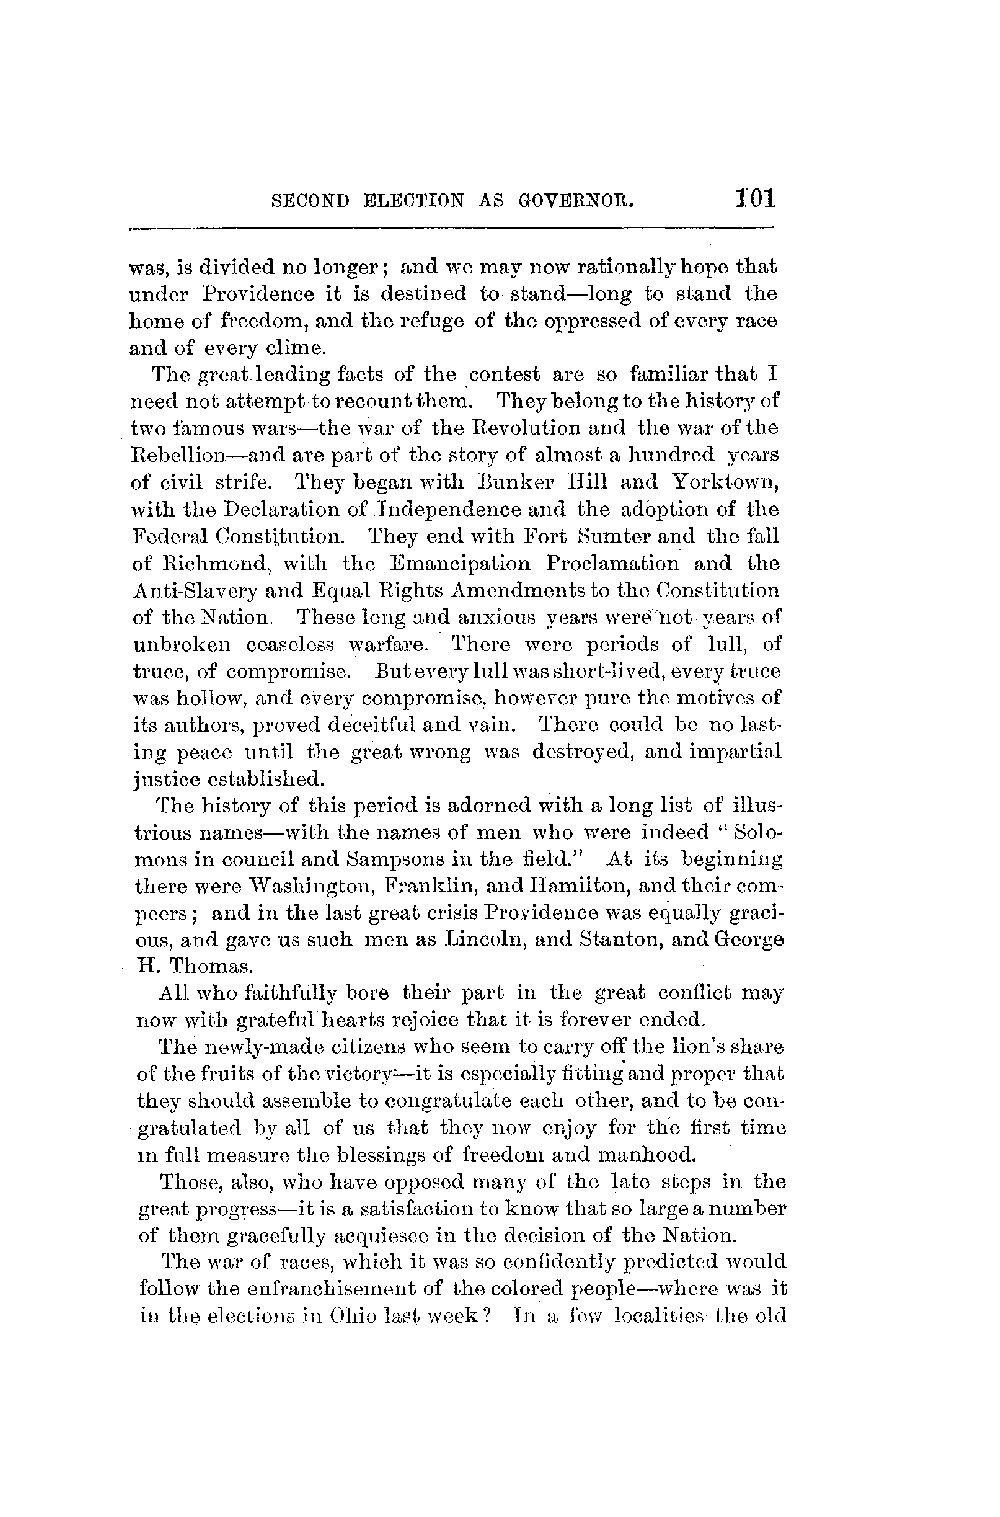 SECOND ELECTION AS GOVERNOR. 101
was, is divided no longer; and we may now rationally hope that
under Providence it is destined to stand—long to stand the
home of freedom, and the refuge of the oppressed of every race
and of every clime.
The great leading facts of the contest are so familiar that I
need not attempt to recount them. They belong to the history of
two famous wars—the war of the Revolution and the war of the
Rebellion—and are part of the story of almost a hundred years
of civil strife. They began with Bunker Hill and Yorktown,
with the Declaration of Independence and the adoption of the
Federal Constitution. They end with Fort Sumter and the fall
of Richmond, with the Emancipation Proclamation and the
Anti-Slavery and Equal Rights Amendments to the Constitution
of the Nation. These long and anxious years were not years of
unbroken ceaseless warfare. There were periods of lull, of
truce, of compromise. But every lull was short-lived, every truce
was hollow, and every compromise, however pure the motives of
its authors, proved deceitful and vain. There could be no last-
ing peace until the great wrong was destroyed, and impartial
justice established.
The history of this period is adorned with a long list of illus-
trious names—with the names of men who were indeed " Solo-
mons in council and Sampsons in the field." At its beginning
there were Washington, Franklin, and Hamilton, and their com-
peers; and in the last great crisis Providence was equally graci-
ous, and gave us such men as Lincoln, and Stanton, and George
H. Thomas.
All who faithfully bore their part in the great conflict may
now with grateful hearts rejoice that it is forever ended.
The newly-made citizens who seem to carry off the lion's share
of the fruits of the victory—it is especially fitting and proper that
they should assemble to congratulate each other, and to be con-
gratulated by all of us that they now enjoy for the first time
in full measure the blessings of freedom and manhood.
Those, also, who have opposed many of the late steps in the
great progress—it is a satisfaction to know that so large a number
of them gracefully acquiesce in the decision of the Nation.
The war of races, which it was so confidently predicted would
follow the enfranchisement of the colored people—where was it
in the elections in Ohio last week? In a few localities the old